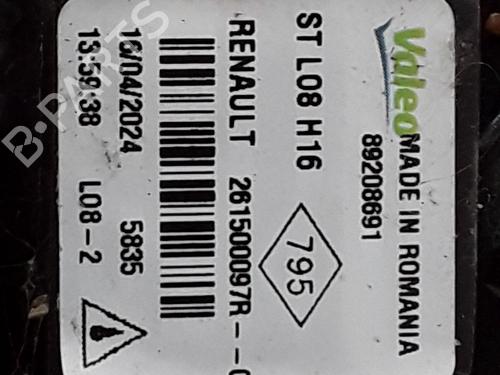 Valeo MADE IN ROMANIA
89208691
ST L08 H16
795
RENAULT 261500097R--
16/04/2024 5835
13:59:38 L08-2
B-PARTS